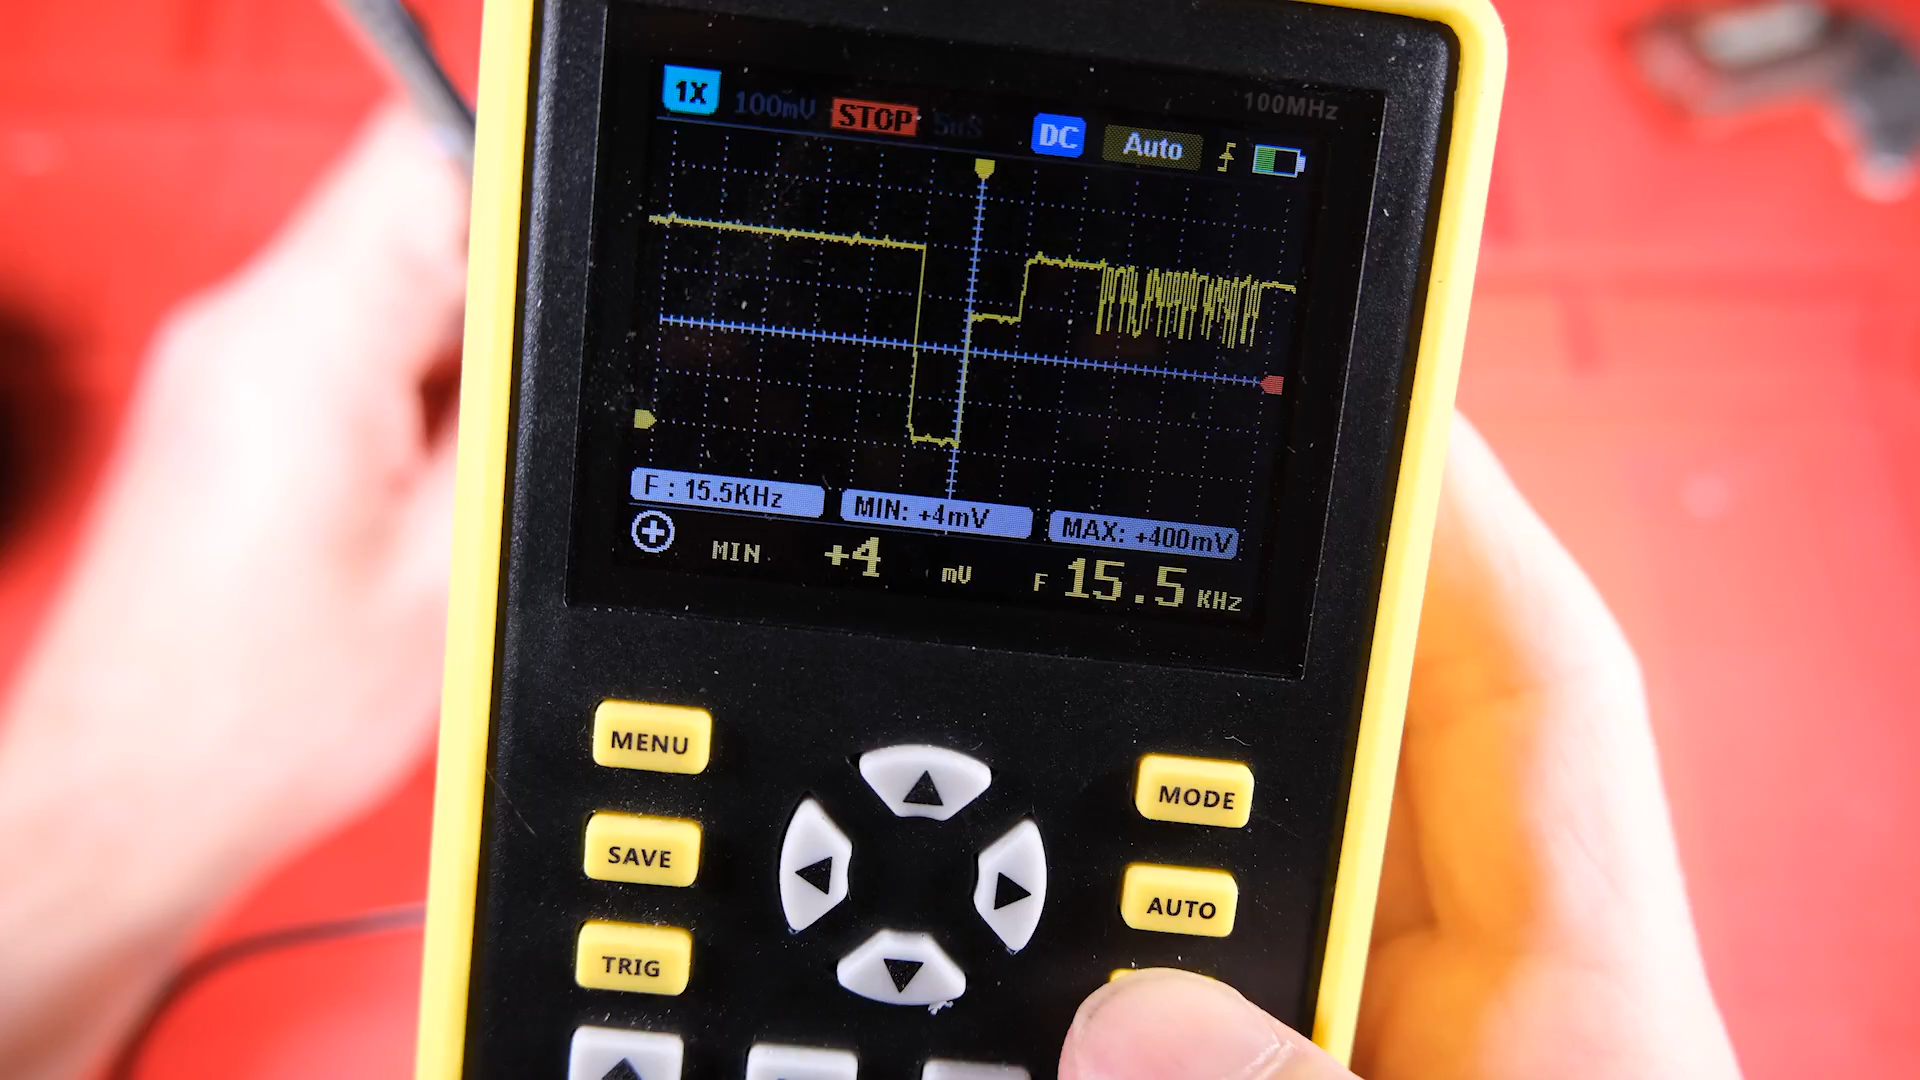 100MHz
1X 100mV STOP 5uS DC Auto
F : 15.5KHz MIN: +4mV MAX: +400mV
MIN +4 mV F 15.5 KHz
MENU
MODE
SAVE
AUTO
TRIG